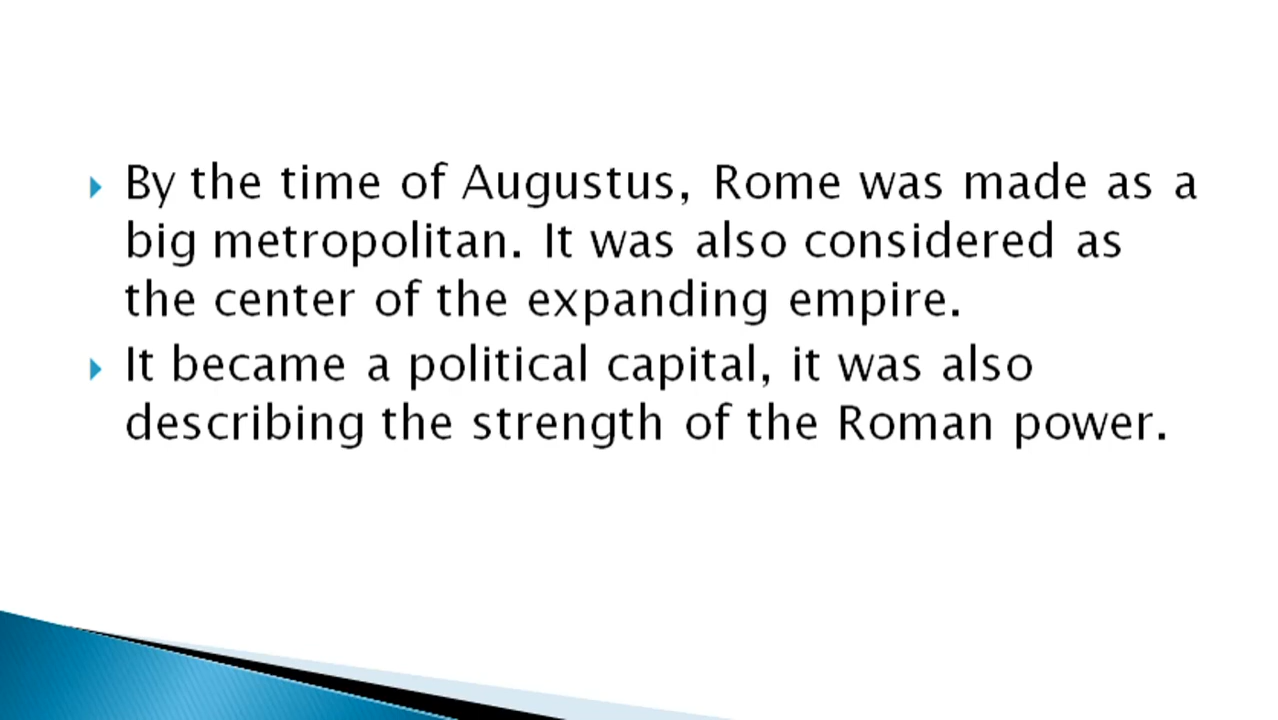 By the time of Augustus, Rome was made as a
big metropolitan. It was also considered as
the center of the expanding empire.
It became a political capital, it was also
describing the strength of the Roman power.